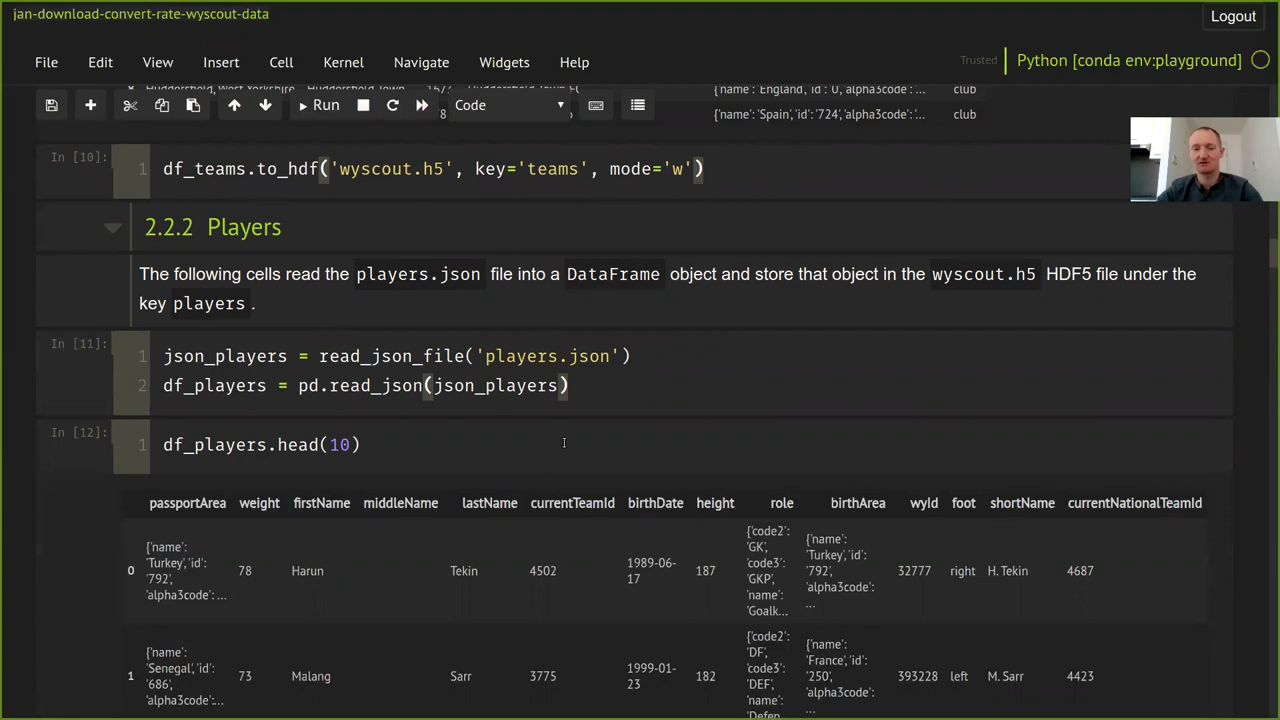 jan-download-convert-rate-wyscout-data
Logout
File Edit View Insert Cell Kernel Navigate Widgets Help
Trusted
Python [conda env:playground]
{'name': 'England', 'id': 0, 'alpha3code': '... club
Run
Code
8
{'name': 'Spain', 'id': '724', 'alpha3code': '... club
In [10]:
1 df_teams.to_hdf('wyscout.h5', key='teams', mode='w')
2.2.2 Players
The following cells read the players.json file into a DataFrame object and store that object in the wyscout.h5 HDF5 file under the
key players .
In [11]:
1 json_players = read_json_file('players.json')
2 df_players = pd.read_json(json_players)
In [12]:
1 df_players.head(10)
passportArea weight firstName middleName lastName currentTeamId birthDate height role birthArea wyId foot shortName currentNationalTeamId
0
{'name':
'Turkey', 'id':
'792',
'alpha3code': ...
78 Harun Tekin 4502
1989-06-
17
187
{'code2':
'GK',
'code3':
'GKP',
'name':
'Goalk...
{'name':
'Turkey', 'id':
'792',
'alpha3code':
...
32777 right H. Tekin 4687
1
{'name':
'Senegal', 'id':
'686',
'alpha3code':...
73 Malang Sarr 3775
1999-01-
23
182
{'code2':
'DF',
'code3':
'DEF',
'name':
'Defen
{'name':
'France', 'id':
'250',
'alpha3code':
393228 left M. Sarr 4423